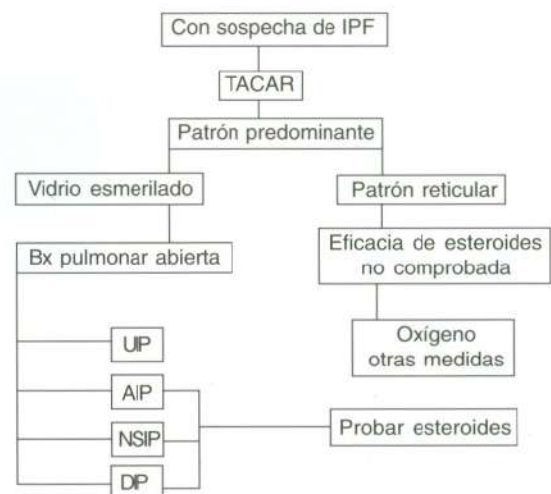 Con sospecha de IPF
TACAR
Patrón predominante
Vidrio esmerilado
Patrón reticular
Bx pulmonar abierta
Eficacia de esteroides
no comprobada
Oxígeno
otras medidas
UIP
AIP
NSIP
DIP
Probar esteroides